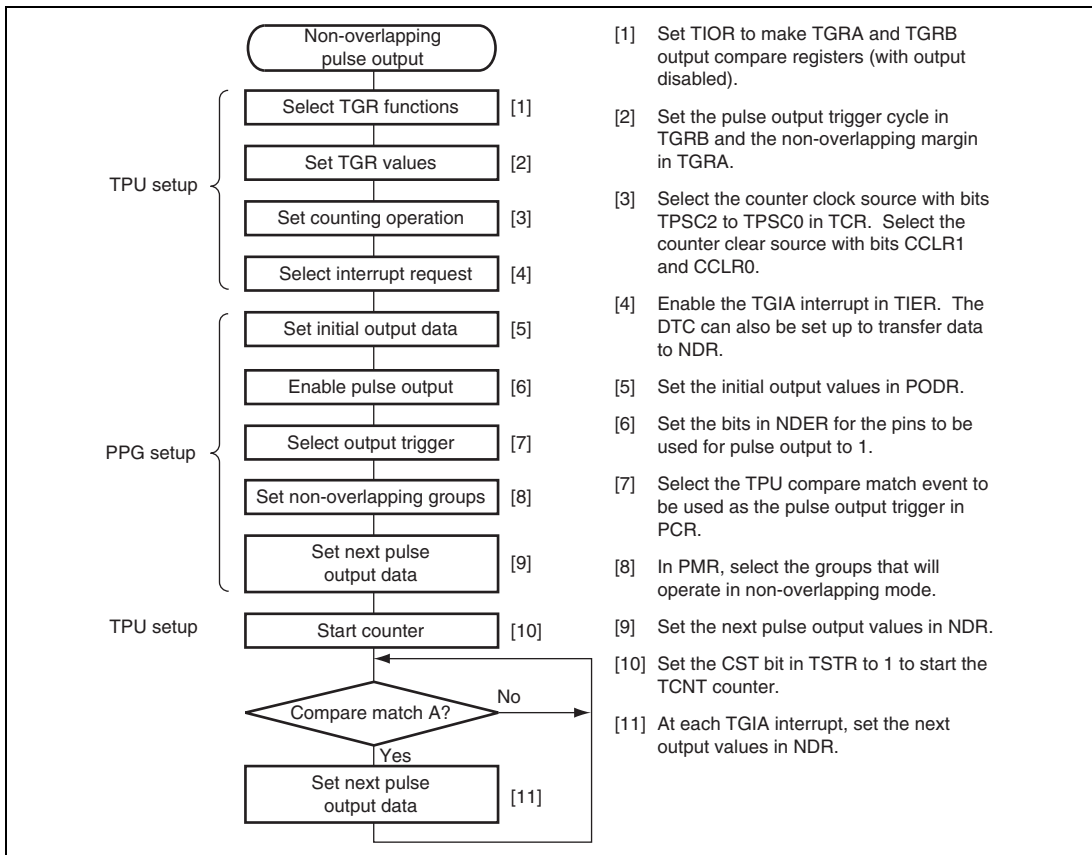 Non-overlapping
pulse output
Select TGR functions [1]
Set TGR values [2]
TPU setup
Set counting operation [3]
Select interrupt request [4]
Set initial output data [5]
Enable pulse output [6]
Select output trigger [7]
PPG setup
Set non-overlapping groups [8]
Set next pulse
output data
[9]
TPU setup
Start counter [10]
Compare match A?
No
Yes
Set next pulse
output data
[11]
[1] Set TIOR to make TGRA and TGRB
output compare registers (with output
disabled).
[2] Set the pulse output trigger cycle in
TGRB and the non-overlapping margin
in TGRA.
[3] Select the counter clock source with bits
TPSC2 to TPSC0 in TCR. Select the
counter clear source with bits CCLR1
and CCLR0.
[4] Enable the TGIA interrupt in TIER. The
DTC can also be set up to transfer data
to NDR.
[5] Set the initial output values in PODR.
[6] Set the bits in NDER for the pins to be
used for pulse output to 1.
[7] Select the TPU compare match event to
be used as the pulse output trigger in
PCR.
[8] In PMR, select the groups that will
operate in non-overlapping mode.
[9] Set the next pulse output values in NDR.
[10] Set the CST bit in TSTR to 1 to start the
TCNT counter.
[11] At each TGIA interrupt, set the next
output values in NDR.